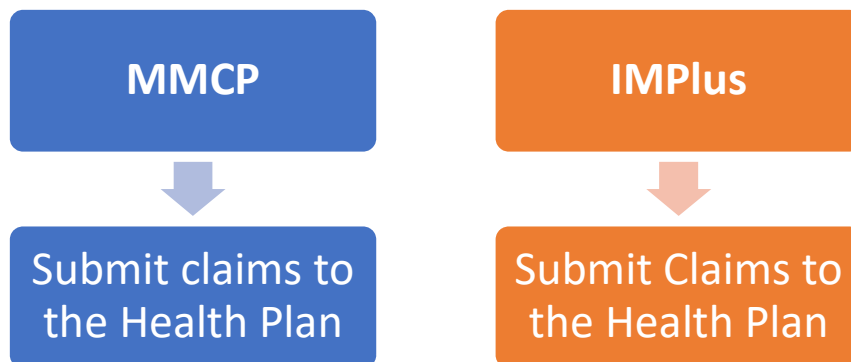 MMCP
IMPlus
Submit claims to
the Health Plan
Submit Claims to
the Health Plan